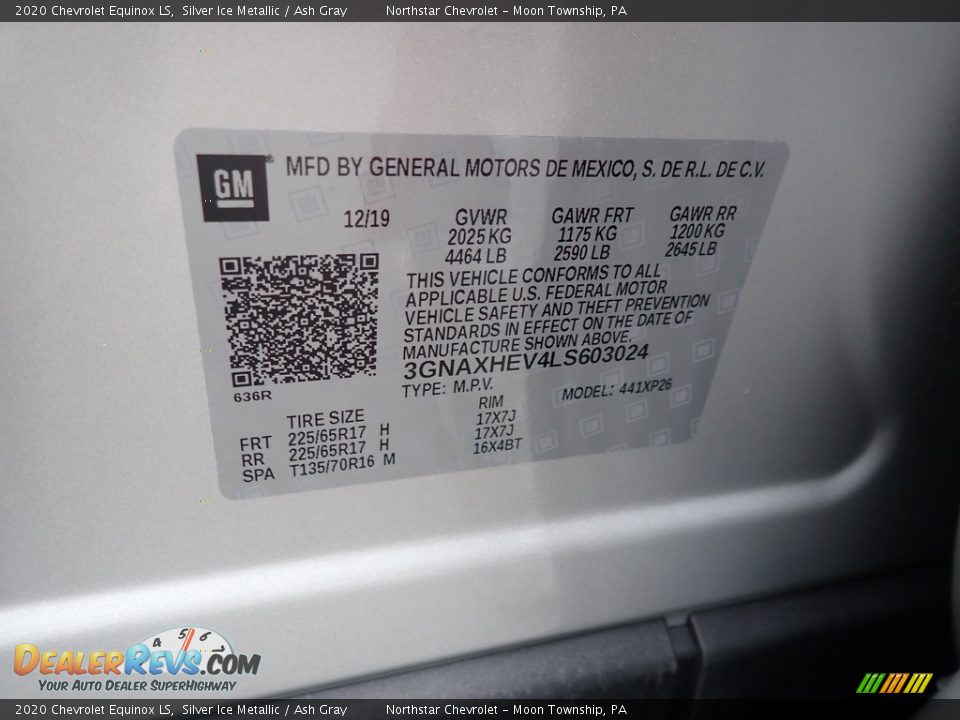 2020 Chevrolet Equinox LS, Silver Ice Metallic / Ash Gray Northstar Chevrolet - Moon Township, PA
GM ® MFD BY GENERAL MOTORS DE MEXICO, S. DE R.L. DE C.V.
12/19 GVWR GAWR FRT GAWR RR
2025 KG 1175 KG 1200 KG
4464 LB 2590 LB 2645 LB
THIS VEHICLE CONFORMS TO ALL
APPLICABLE U.S. FEDERAL MOTOR
VEHICLE SAFETY AND THEFT PREVENTION
STANDARDS IN EFFECT ON THE DATE OF
MANUFACTURE SHOWN ABOVE.
3GNAXHEV4LS603024
636R TYPE: M.P.V. MODEL: 441XP26
TIRE SIZE RIM
FRT 225/65R17 H 17X7J
RR 225/65R17 H 17X7J
SPA T135/70R16 M 16X4BT
4 5 6
DEALERREVS.COM
YOUR AUTO DEALER SUPERHIGHWAY
2020 Chevrolet Equinox LS, Silver Ice Metallic / Ash Gray Northstar Chevrolet - Moon Township, PA